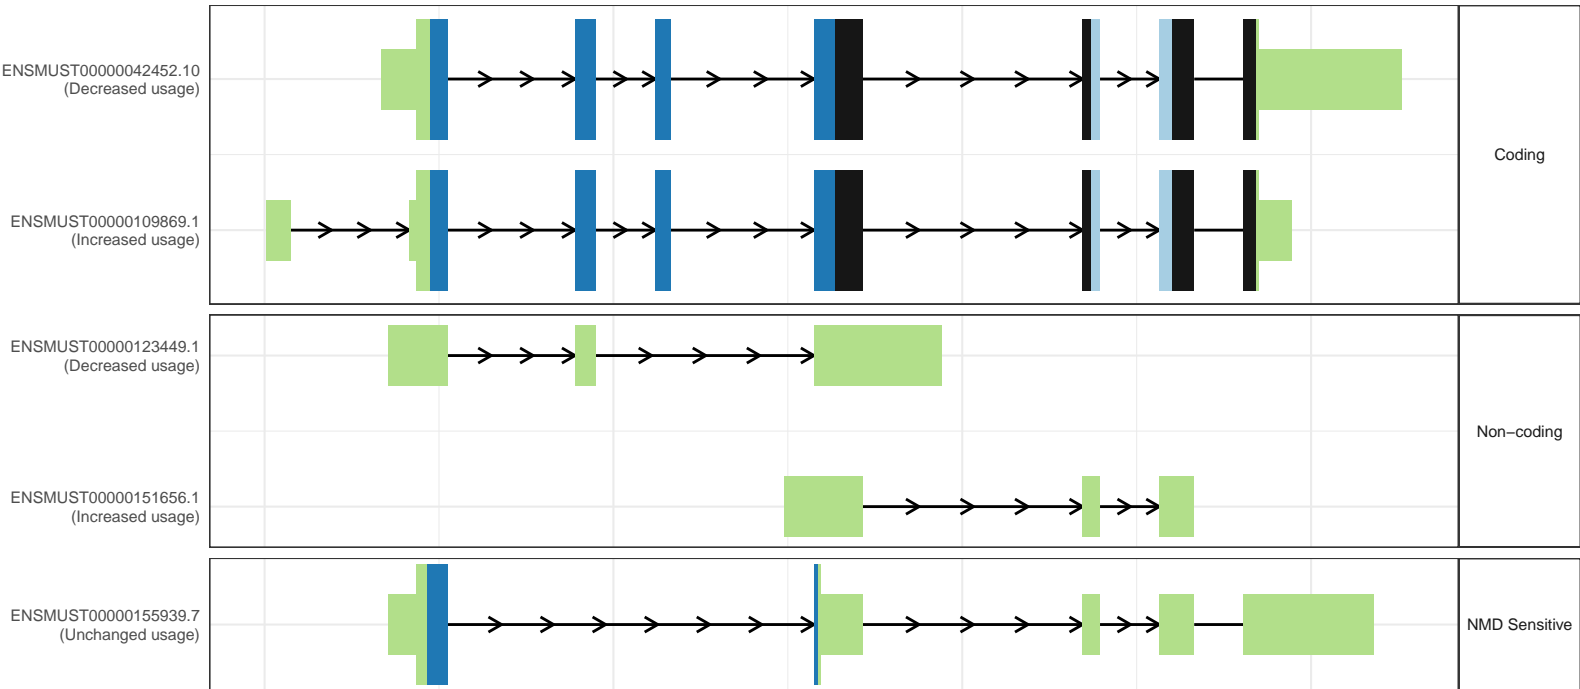 ENSMUST00000042452.10
(Decreased usage)
Coding
ENSMUST00000109869.1
(Increased usage)
ENSMUST00000123449.1
(Decreased usage)
Non−coding
ENSMUST00000151656.1
(Increased usage)
ENSMUST00000155939.7
(Unchanged usage)
NMD Sensitive